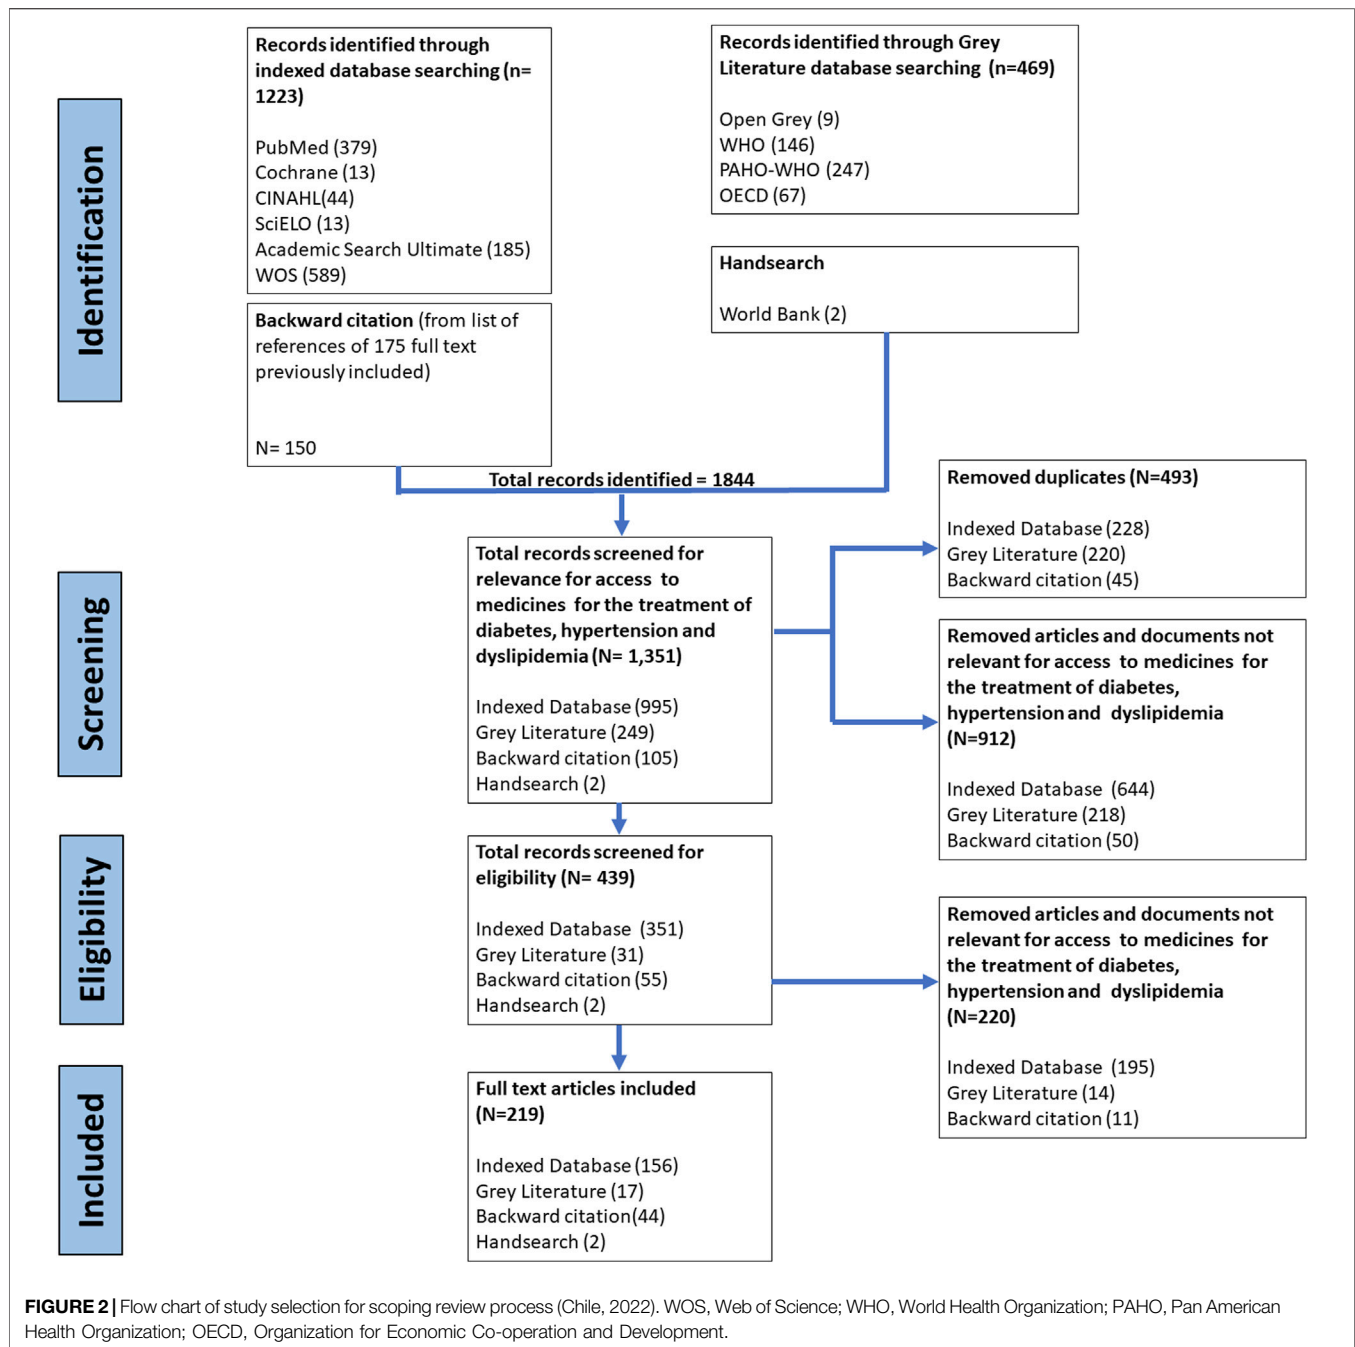 Identification
Records identified through
indexed database searching (n=
1223)
PubMed (379)
Cochrane (13)
CINAHL(44)
SciELO (13)
Academic Search Ultimate (185)
WOS (589)
Records identified through Grey
Literature database searching (n=469)
Open Grey (9)
WHO (146)
PAHO-WHO (247)
OECD (67)
Backward citation (from list of
references of 175 full text
previously included)
N= 150
Handsearch
World Bank (2)
Total records identified = 1844
Screening
Total records screened for
relevance for access to
medicines for the treatment of
diabetes, hypertension and
dyslipidemia (N= 1,351)
Indexed Database (995)
Grey Literature (249)
Backward citation (105)
Handsearch (2)
Removed duplicates (N=493)
Indexed Database (228)
Grey Literature (220)
Backward citation (45)
Removed articles and documents not
relevant for access to medicines for
the treatment of diabetes,
hypertension and dyslipidemia
(N=912)
Indexed Database (644)
Grey Literature (218)
Backward citation (50)
Eligibility
Total records screened for
eligibility (N= 439)
Indexed Database (351)
Grey Literature (31)
Backward citation (55)
Handsearch (2)
Removed articles and documents not
relevant for access to medicines for
the treatment of diabetes,
hypertension and dyslipidemia
(N=220)
Indexed Database (195)
Grey Literature (14)
Backward citation (11)
Included
Full text articles included
(N=219)
Indexed Database (156)
Grey Literature (17)
Backward citation(44)
Handsearch (2)
FIGURE 2 | Flow chart of study selection for scoping review process (Chile, 2022). WOS, Web of Science; WHO, World Health Organization; PAHO, Pan American
Health Organization; OECD, Organization for Economic Co-operation and Development.